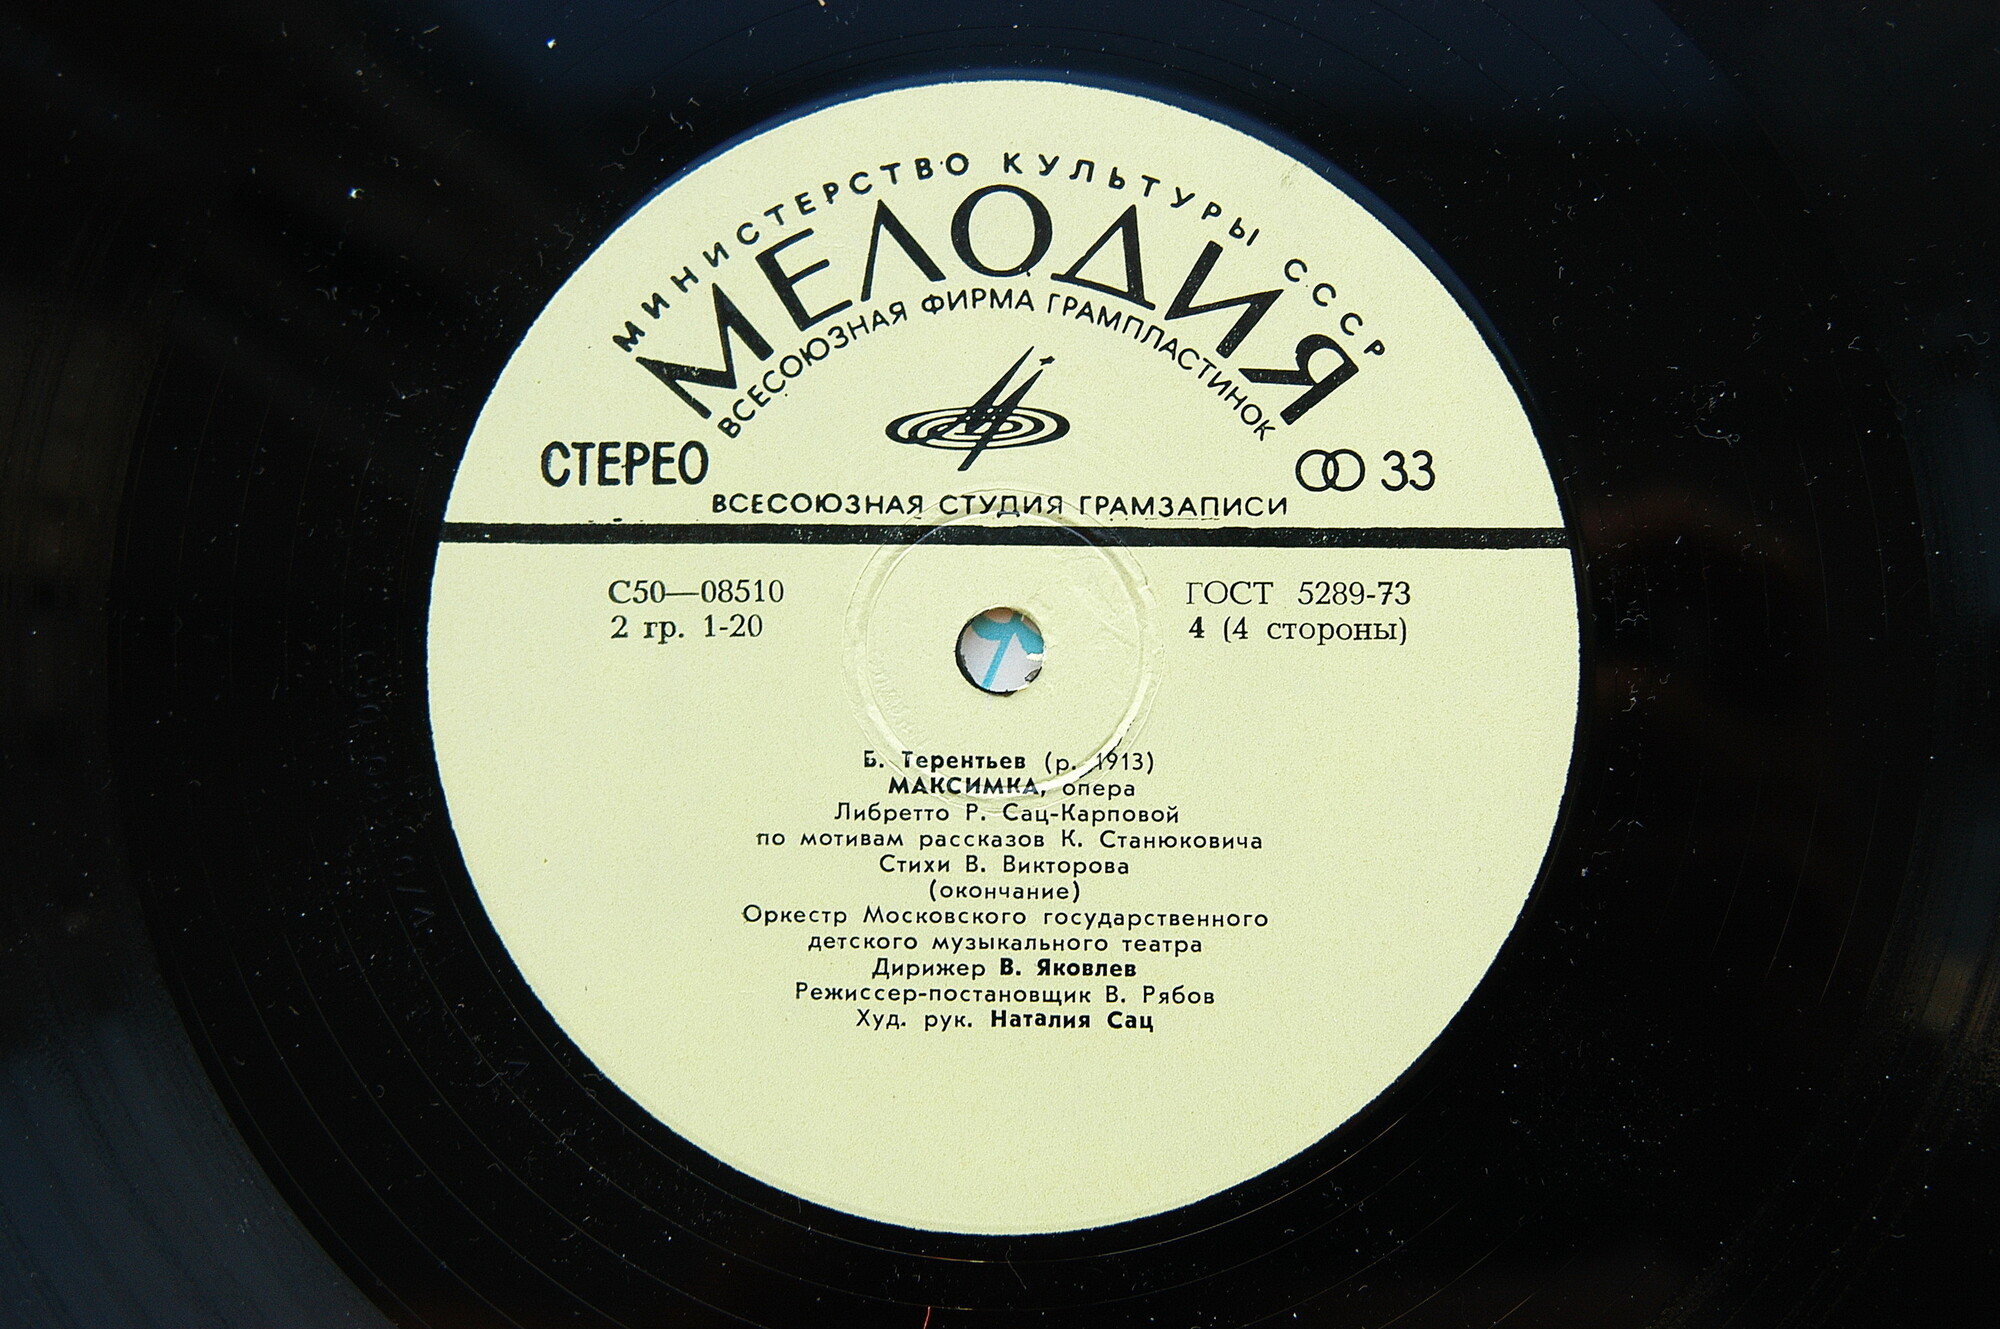 МИНИСТЕРСТВО КУЛЬТУРЫ СССР
МЕЛОДИЯ
ВСЕСОЮЗНАЯ ФИРМА ГРАМПЛАСТИНОК
СТЕРЕО
33
ВСЕСОЮЗНАЯ СТУДИЯ ГРАМЗАПИСИ
С50—08510
ГОСТ 5289-73
2 гр. 1-20
4 (4 стороны)
Б. Терентьев (р. 1913)
МАКСИМКА, опера
Либретто Р. Сац-Карповой
по мотивам рассказов К. Станюковича
Стихи В. Викторова
(окончание)
Оркестр Московского государственного
детского музыкального театра
Дирижер В. Яковлев
Режиссер-постановщик В. Рябов
Худ. рук. Наталия Сац